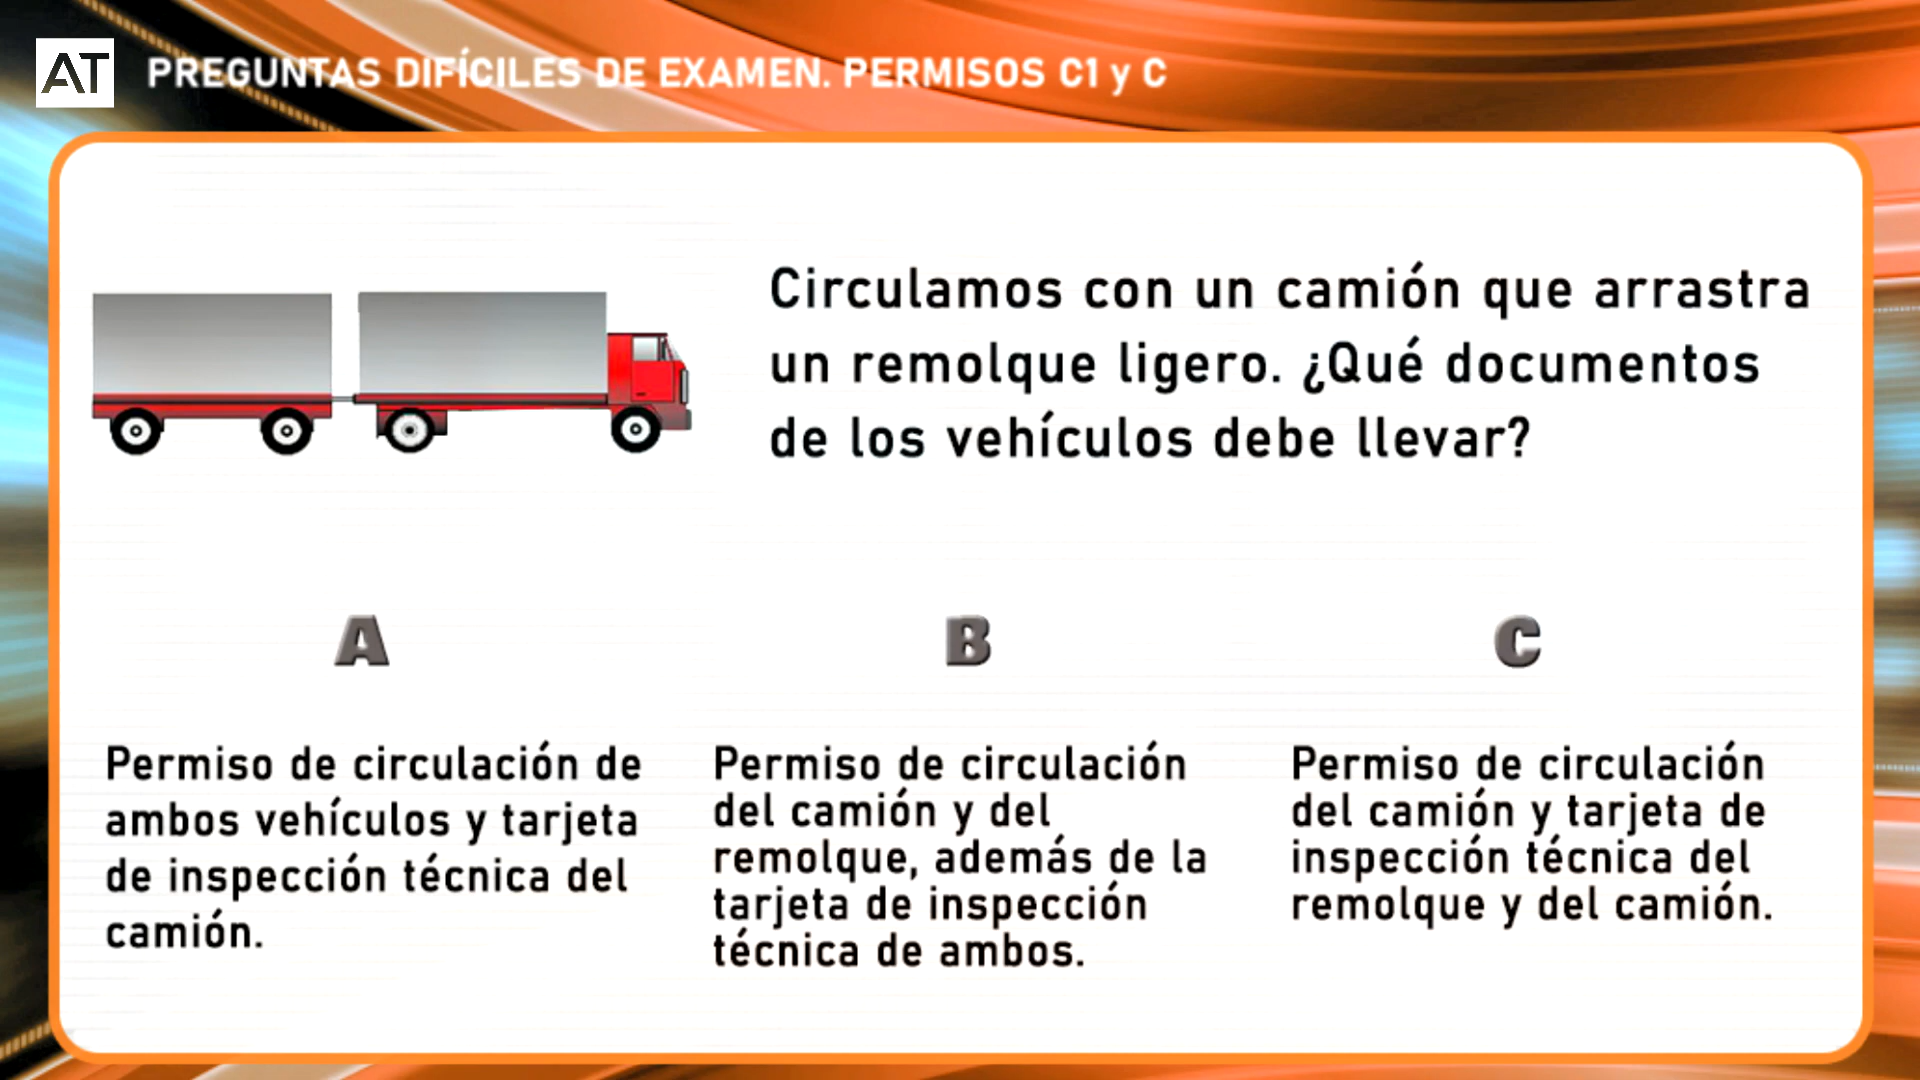 AT
PREGUNTAS DIFÍCILES DE EXAMEN. PERMISOS C1 y C
Circulamos con un camión que arrastra
un remolque ligero. ¿Qué documentos
de los vehículos debe llevar?
A
Permiso de circulación de
ambos vehículos y tarjeta
de inspección técnica del
camión.
B
Permiso de circulación
del camión y del
remolque, además de la
tarjeta de inspección
técnica de ambos.
C
Permiso de circulación
del camión y tarjeta de
inspección técnica del
remolque y del camión.